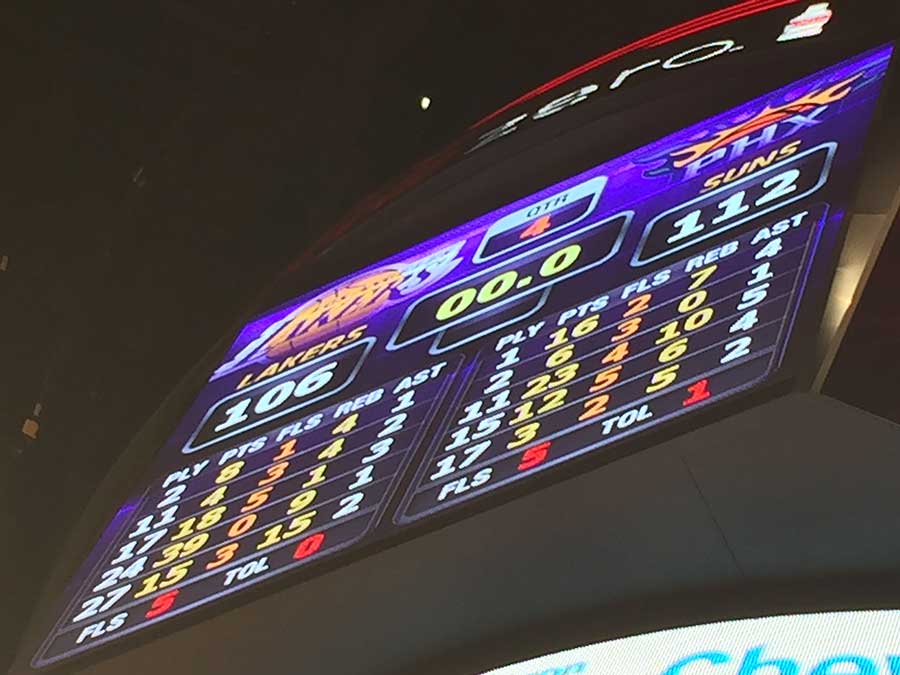 zero
PHX
QTR
4
LAKERS
SUNS
106
00.0
112
PLY PTS FLS REB AST
2 8 1 4 1
11 4 3 4 2
17 18 5 1 3
24 39 0 9 1
27 15 3 15 2
FLS 5 TOL 0
PLY PTS FLS REB AST
1 16 2 7 4
2 6 3 0 1
11 23 4 10 5
15 12 5 6 4
17 3 2 5 2
FLS 5 TOL 1